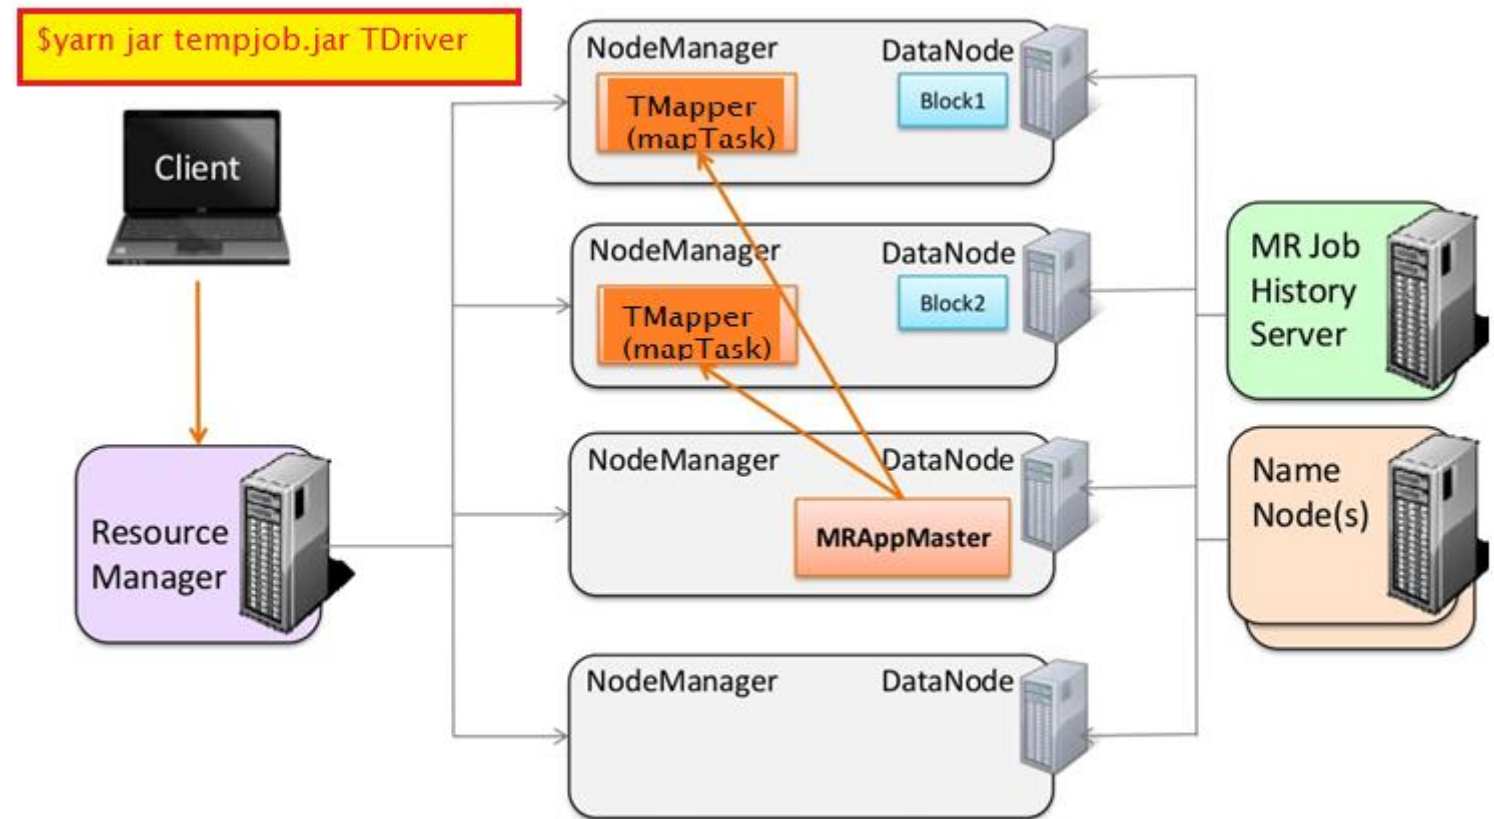 $yarn jar tempjob.jar TDriver
Client
Resource
Manager
NodeManager
DataNode
TMapper
(mapTask)
Block1
NodeManager
DataNode
TMapper
(mapTask)
Block2
NodeManager
DataNode
MRAppMaster
NodeManager
DataNode
MR Job
History
Server
Name
Node(s)